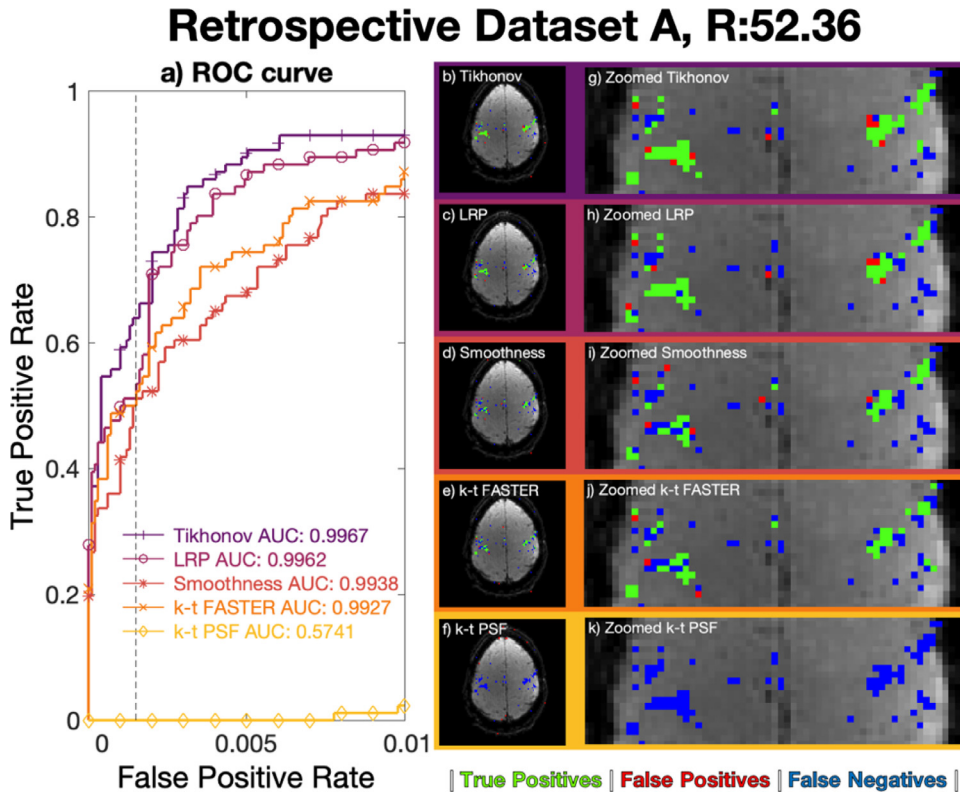 Retrospective Dataset A, R:52.36
a) ROC curve
1
0.8
0.6
0.4
0.2
0
True Positive Rate
Tikhonov AUC: 0.9967
LRP AUC: 0.9962
Smoothness AUC: 0.9938
k-t FASTER AUC: 0.9927
k-t PSF AUC: 0.5741
0 0.005 0.01
False Positive Rate
b) Tikhonov
g) Zoomed Tikhonov
c) LRP
h) Zoomed LRP
d) Smoothness
i) Zoomed Smoothness
e) k-t FASTER
j) Zoomed k-t FASTER
f) k-t PSF
k) Zoomed k-t PSF
| True Positives | False Positives | False Negatives |